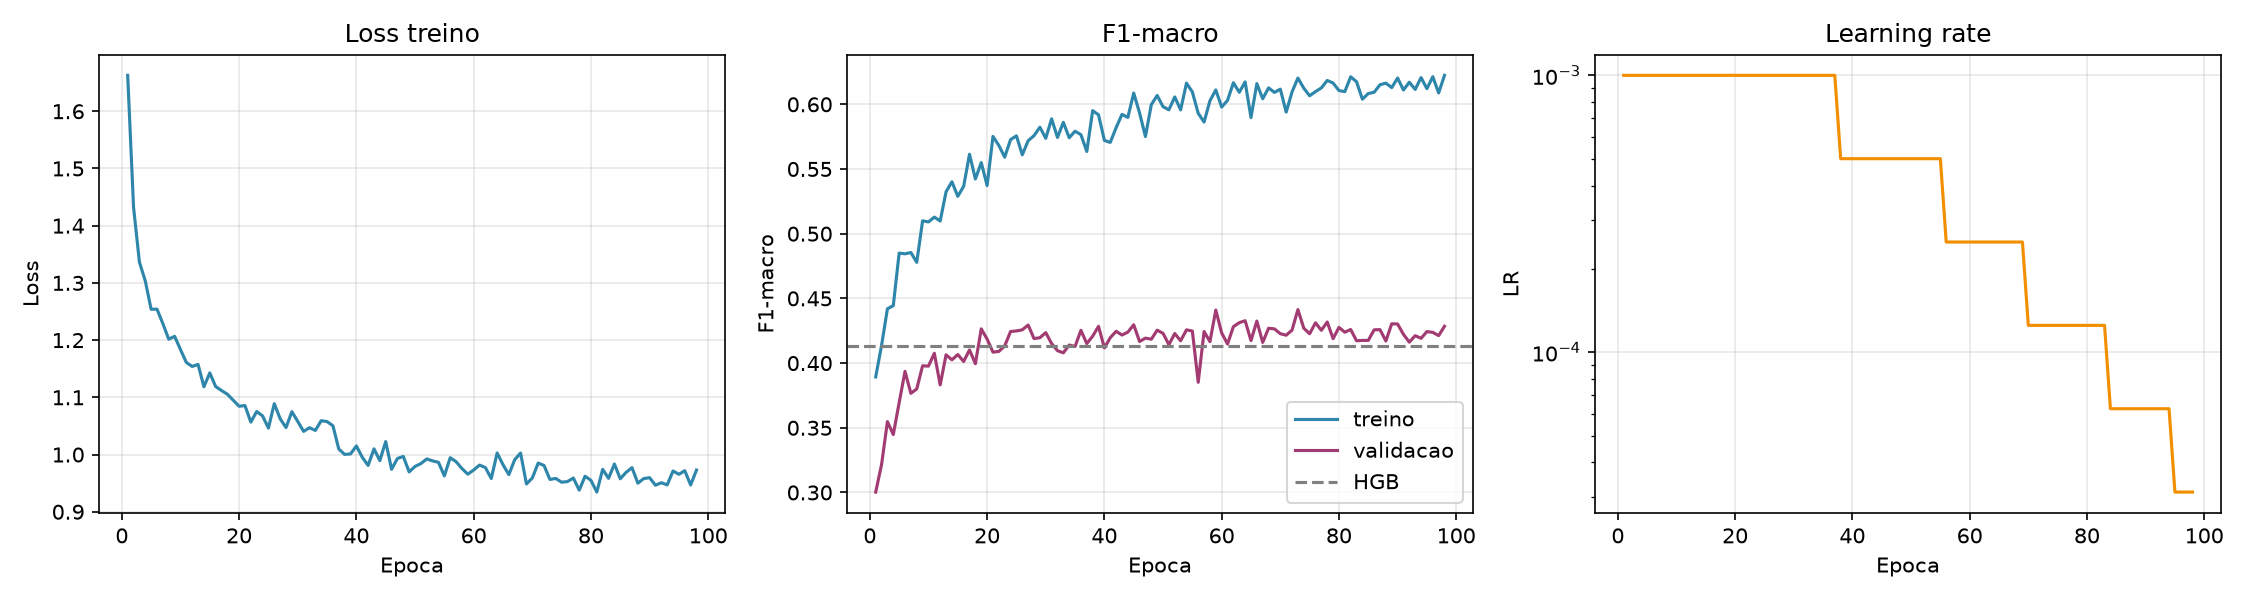 Loss treino
1.6
1.5
1.4
1.3
1.2
1.1
1.0
0.9
0 20 40 60 80 100
Loss
Epoca
F1-macro
0.60
0.55
0.50
0.45
0.40
0.35
0.30
0 20 40 60 80 100
F1-macro
Epoca
treino
validacao
HGB
Learning rate
10⁻³
10⁻⁴
0 20 40 60 80 100
LR
Epoca